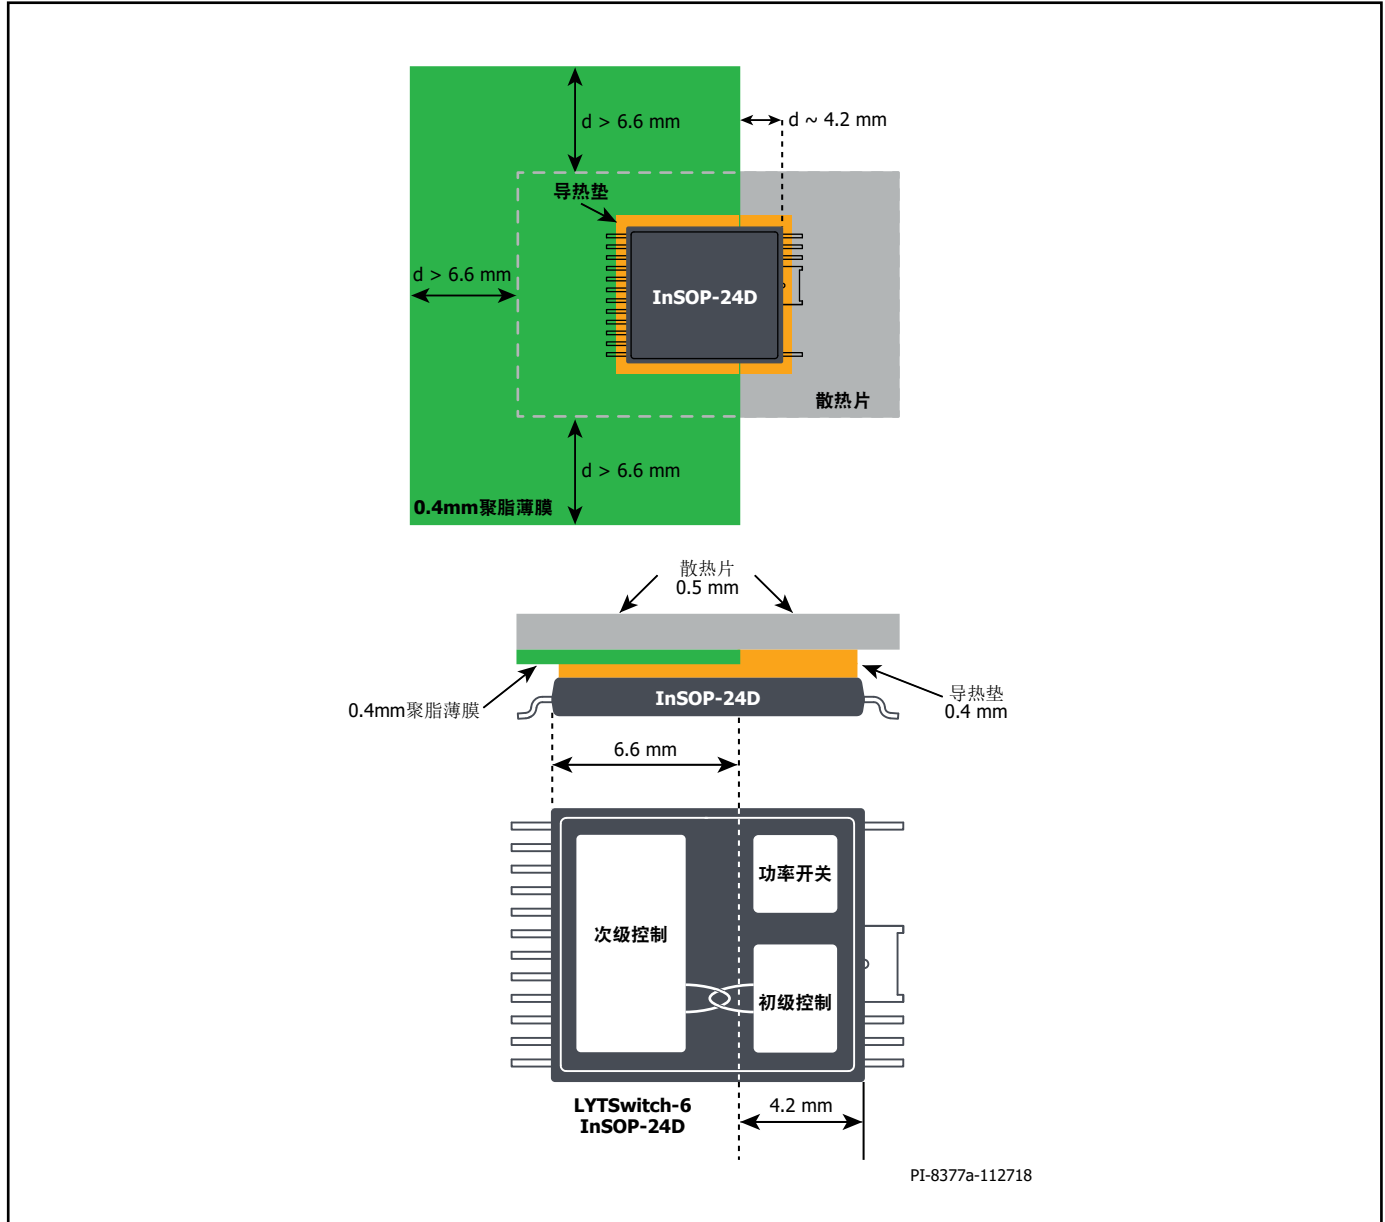 d > 6.6 mm
d ~ 4.2 mm
导热垫
d > 6.6 mm
InSOP-24D
散热片
d > 6.6 mm
0.4mm聚脂薄膜
散热片
0.5 mm
InSOP-24D
导热垫
0.4 mm
0.4mm聚脂薄膜
6.6 mm
功率开关
次级控制
初级控制
LYTSwitch-6
InSOP-24D
4.2 mm
PI-8377a-112718